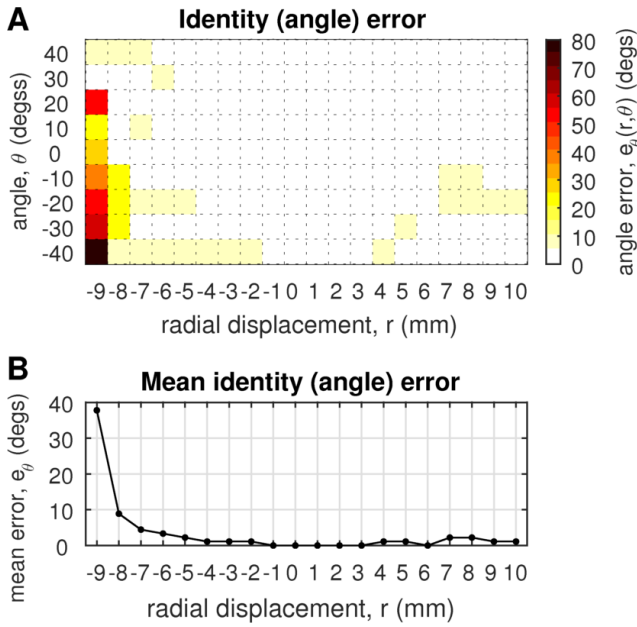 A
Identity (angle) error
angle, θ (degss)
40
30
20
10
0
-10
-20
-30
-40
-9 -8 -7 -6 -5 -4 -3 -2 -1 0 1 2 3 4 5 6 7 8 9 10
radial displacement, r (mm)
80
70
60
50
40
30
20
10
0
angle error, eθ(r,θ) (degs)
B
Mean identity (angle) error
mean error, eθ (degs)
40
30
20
10
0
-9 -8 -7 -6 -5 -4 -3 -2 -1 0 1 2 3 4 5 6 7 8 9 10
radial displacement, r (mm)